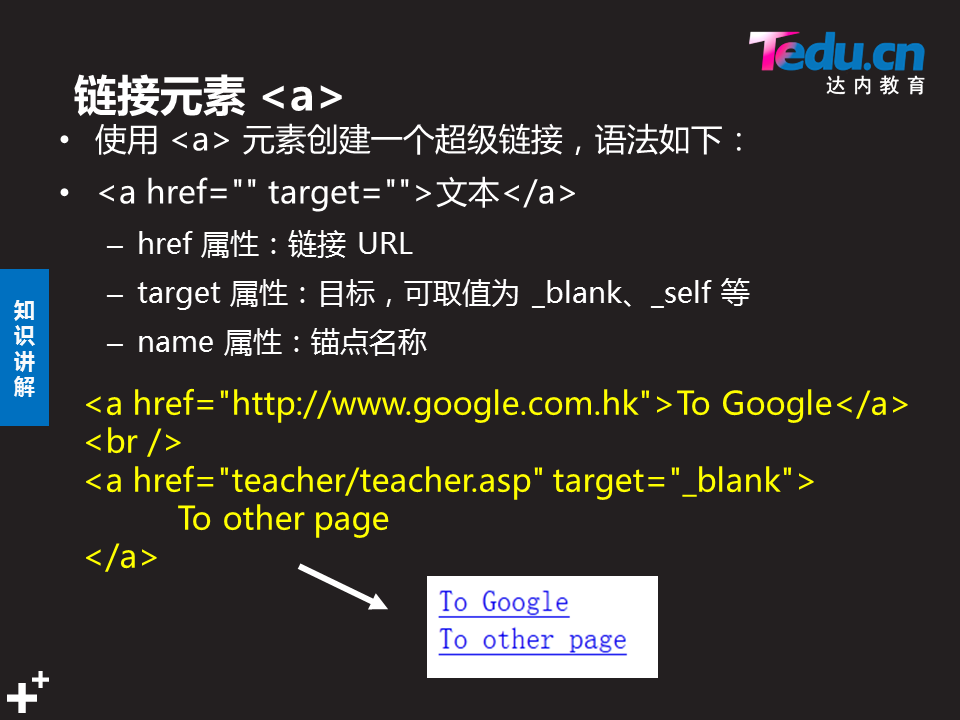 Tedu.cn
达内教育
链接元素 <a>
• 使用 <a> 元素创建一个超级链接，语法如下：
• <a href="" target="">文本</a>
– href 属性：链接 URL
– target 属性：目标，可取值为 _blank、_self 等
– name 属性：锚点名称
知识讲解
<a href="http://www.google.com.hk">To Google</a>
<br />
<a href="teacher/teacher.asp" target="_blank">
To other page
</a>
To Google
To other page